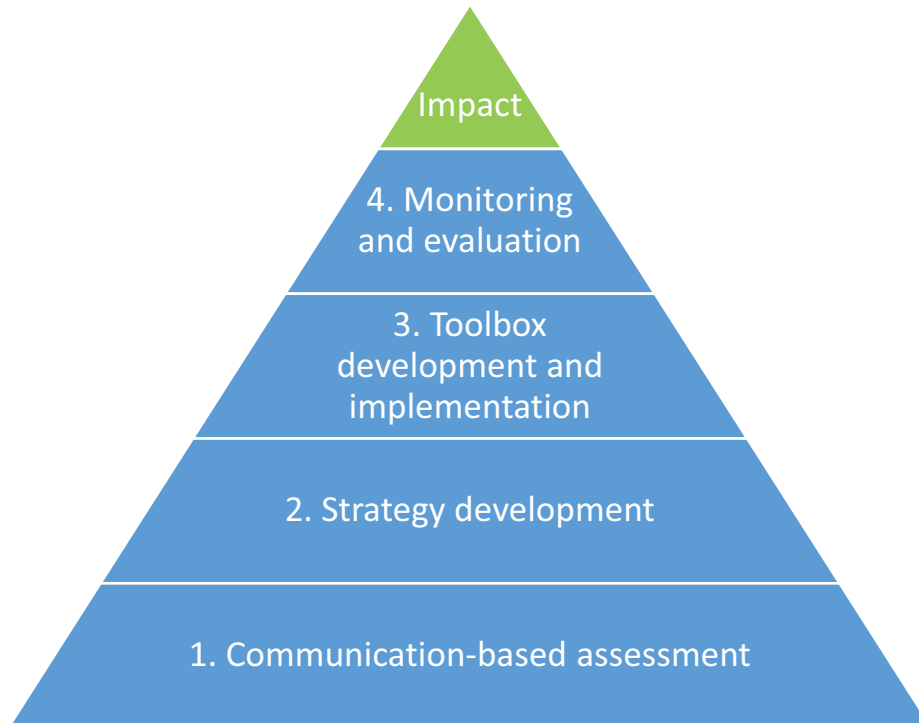 Impact
4. Monitoring
and evaluation
3. Toolbox
development and
implementation
2. Strategy development
1. Communication-based assessment